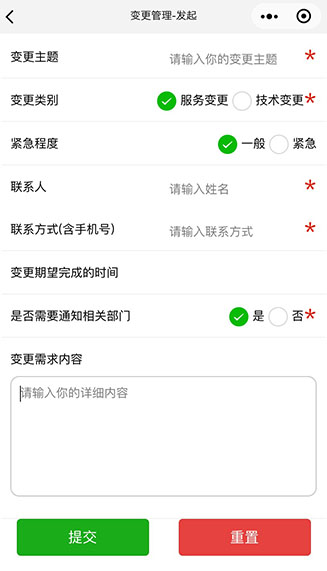 变更管理-发起
变更主题 请输入你的变更主题 *
变更类别 服务变更 技术变更 *
紧急程度 一般 紧急
联系人 请输入姓名 *
联系方式(含手机号) 请输入联系方式 *
变更期望完成的时间
是否需要通知相关部门 是 否 *
变更需求内容
请输入你的详细内容
提交 重置